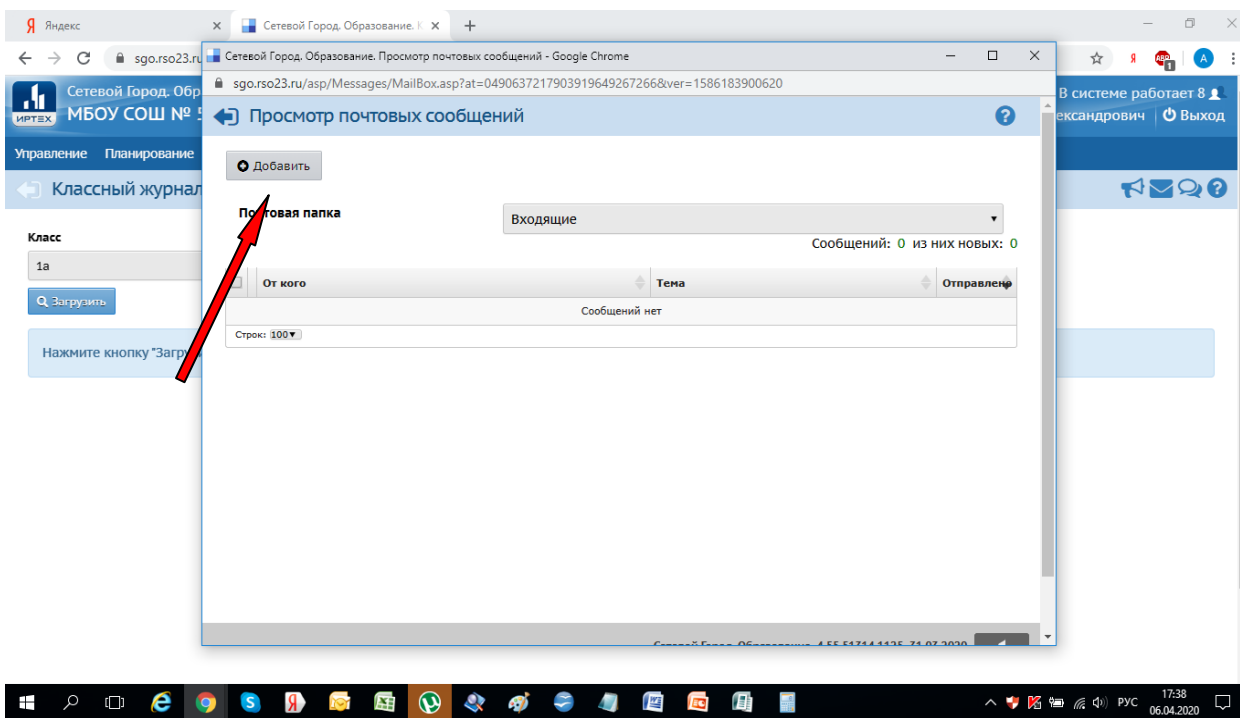 Яндекс
Сетевой Город. Образование. К
sgo.rso23.ru
Сетевой Город. Образование. Просмотр почтовых сообщений - Google Chrome
sgo.rso23.ru/asp/Messages/MailBox.asp?at=0490637217903919649267266&ver=1586183900620
ИРТЕХ
Сетевой Город. Обр
МБОУ СОШ №
В системе работает 8
ександрович
Выход
Управление Планирование
Классный журнал
Просмотр почтовых сообщений
Добавить
Почтовая папка
Входящие
Сообщений: 0 из них новых: 0
От кого
Тема
Отправлено
Сообщений нет
Строк: 100
Класс
1а
Загрузить
Нажмите кнопку "Загру
17:38
РУС
06.04.2020